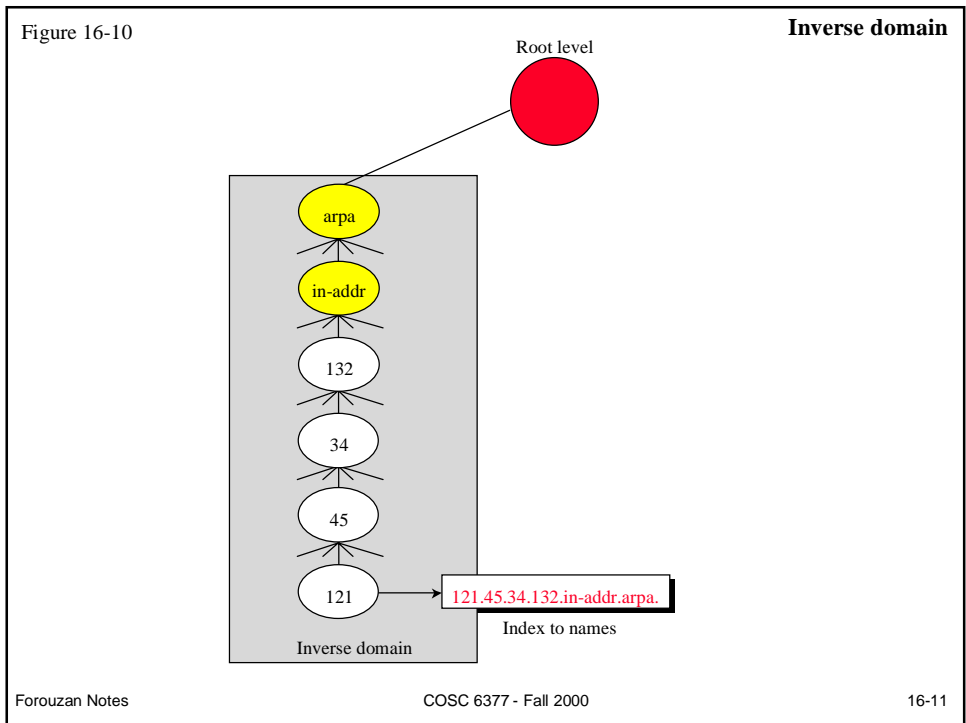 Figure 16-10
Inverse domain
Root level
arpa
in-addr
132
34
45
121
121.45.34.132.in-addr.arpa.
Index to names
Inverse domain
Forouzan Notes
COSC 6377 - Fall 2000
16-11